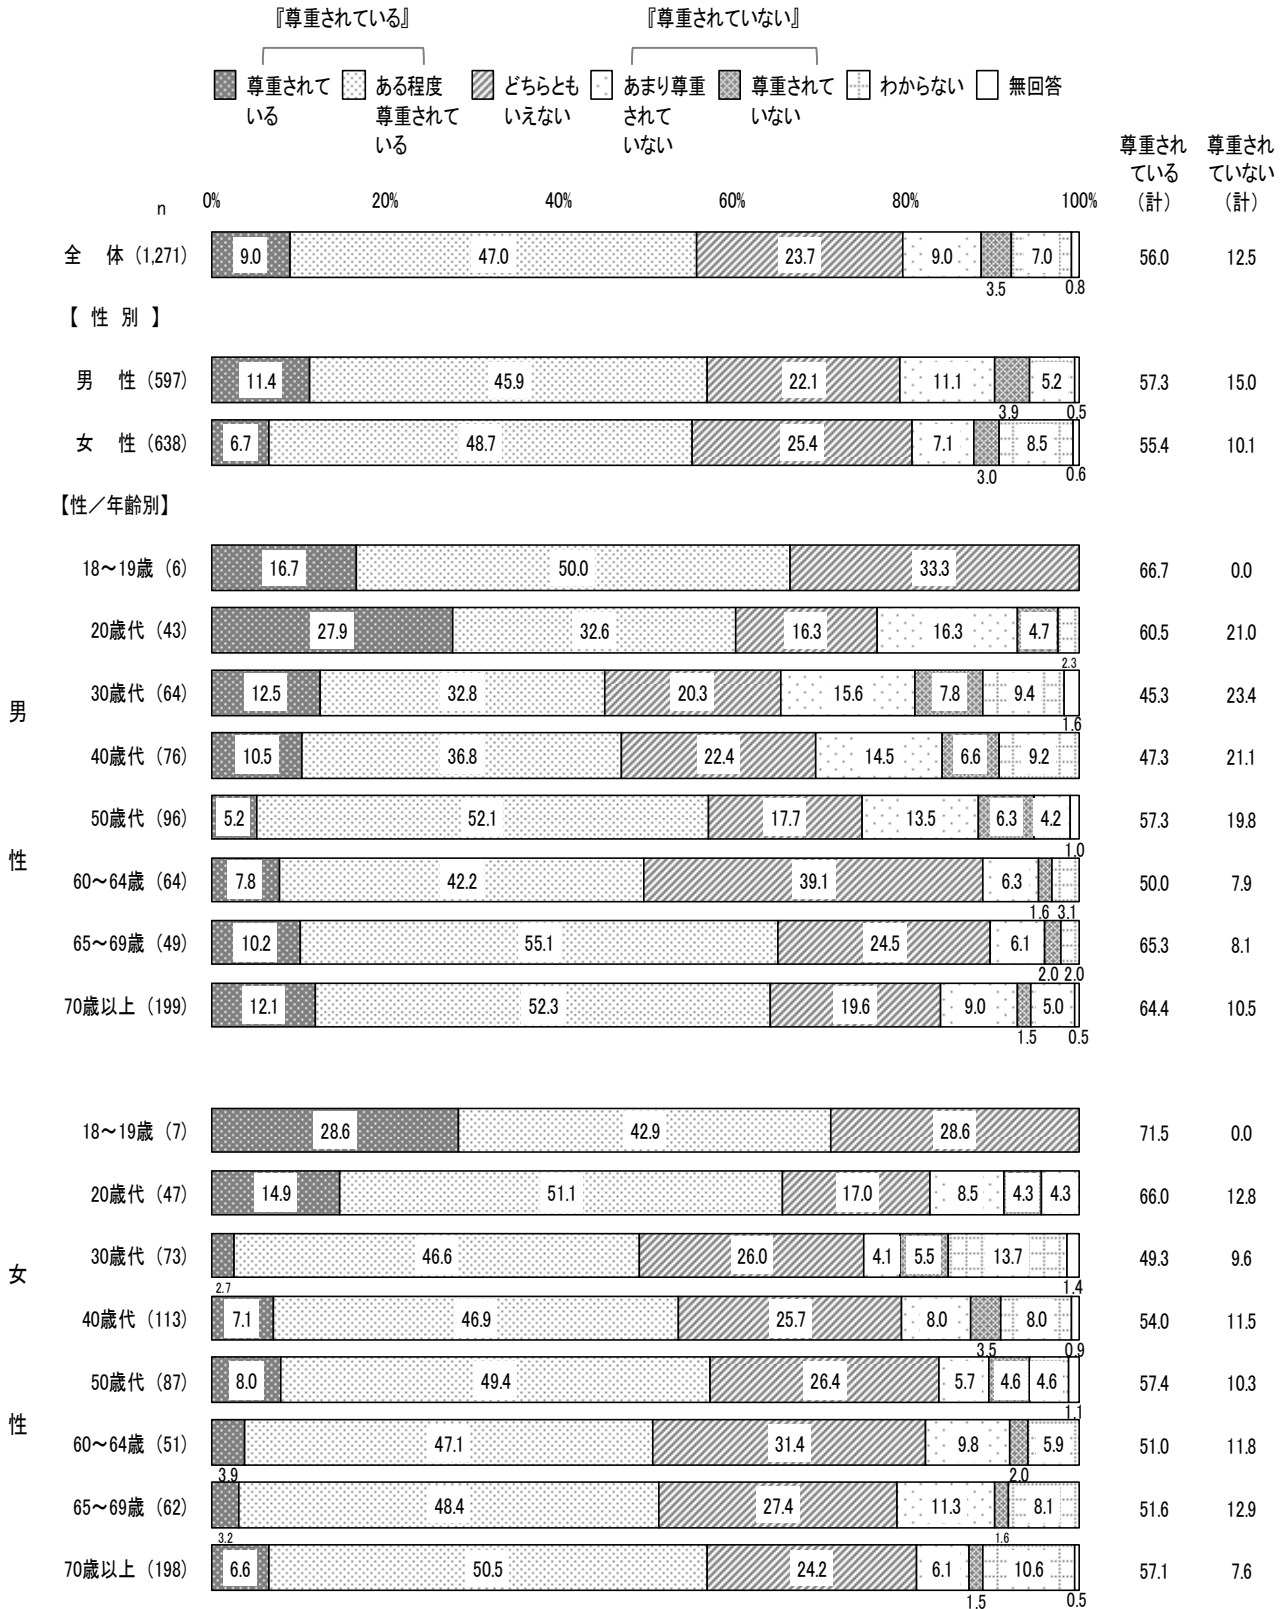 『尊重されている』 『尊重されていない』
尊重されて ある程度 どちらとも あまり尊重 尊重されて わからない 無回答
いる 尊重されて いえない されて いない
いる いない
尊重され 尊重され
ている ていない
（計） （計）
n 0% 20% 40% 60% 80% 100%
全 体 (1,271) 9.0 47.0 23.7 9.0 7.0 56.0 12.5
3.5 0.8
【 性 別 】
男 性 (597) 11.4 45.9 22.1 11.1 5.2 57.3 15.0
3.9 0.5
女 性 (638) 6.7 48.7 25.4 7.1 8.5 55.4 10.1
3.0 0.6
【性／年齢別】
18～19歳 (6) 16.7 50.0 33.3 66.7 0.0
20歳代 (43) 27.9 32.6 16.3 16.3 4.7 60.5 21.0
2.3
30歳代 (64) 12.5 32.8 20.3 15.6 7.8 9.4 45.3 23.4
男
1.6
40歳代 (76) 10.5 36.8 22.4 14.5 6.6 9.2 47.3 21.1
50歳代 (96) 5.2 52.1 17.7 13.5 6.3 4.2 57.3 19.8
1.0
性
60～64歳 (64) 7.8 42.2 39.1 6.3 50.0 7.9
1.6 3.1
65～69歳 (49) 10.2 55.1 24.5 6.1 65.3 8.1
2.0 2.0
70歳以上 (199) 12.1 52.3 19.6 9.0 5.0 64.4 10.5
1.5 0.5
18～19歳 (7) 28.6 42.9 28.6 71.5 0.0
20歳代 (47) 14.9 51.1 17.0 8.5 4.3 4.3 66.0 12.8
30歳代 (73) 46.6 26.0 4.1 5.5 13.7 49.3 9.6
女
2.7 1.4
40歳代 (113) 7.1 46.9 25.7 8.0 8.0 54.0 11.5
3.5 0.9
50歳代 (87) 8.0 49.4 26.4 5.7 4.6 4.6 57.4 10.3
1.1
性
60～64歳 (51) 47.1 31.4 9.8 5.9 51.0 11.8
3.9 2.0
65～69歳 (62) 48.4 27.4 11.3 8.1 51.6 12.9
3.2 1.6
70歳以上 (198) 6.6 50.5 24.2 6.1 10.6 57.1 7.6
1.5 0.5